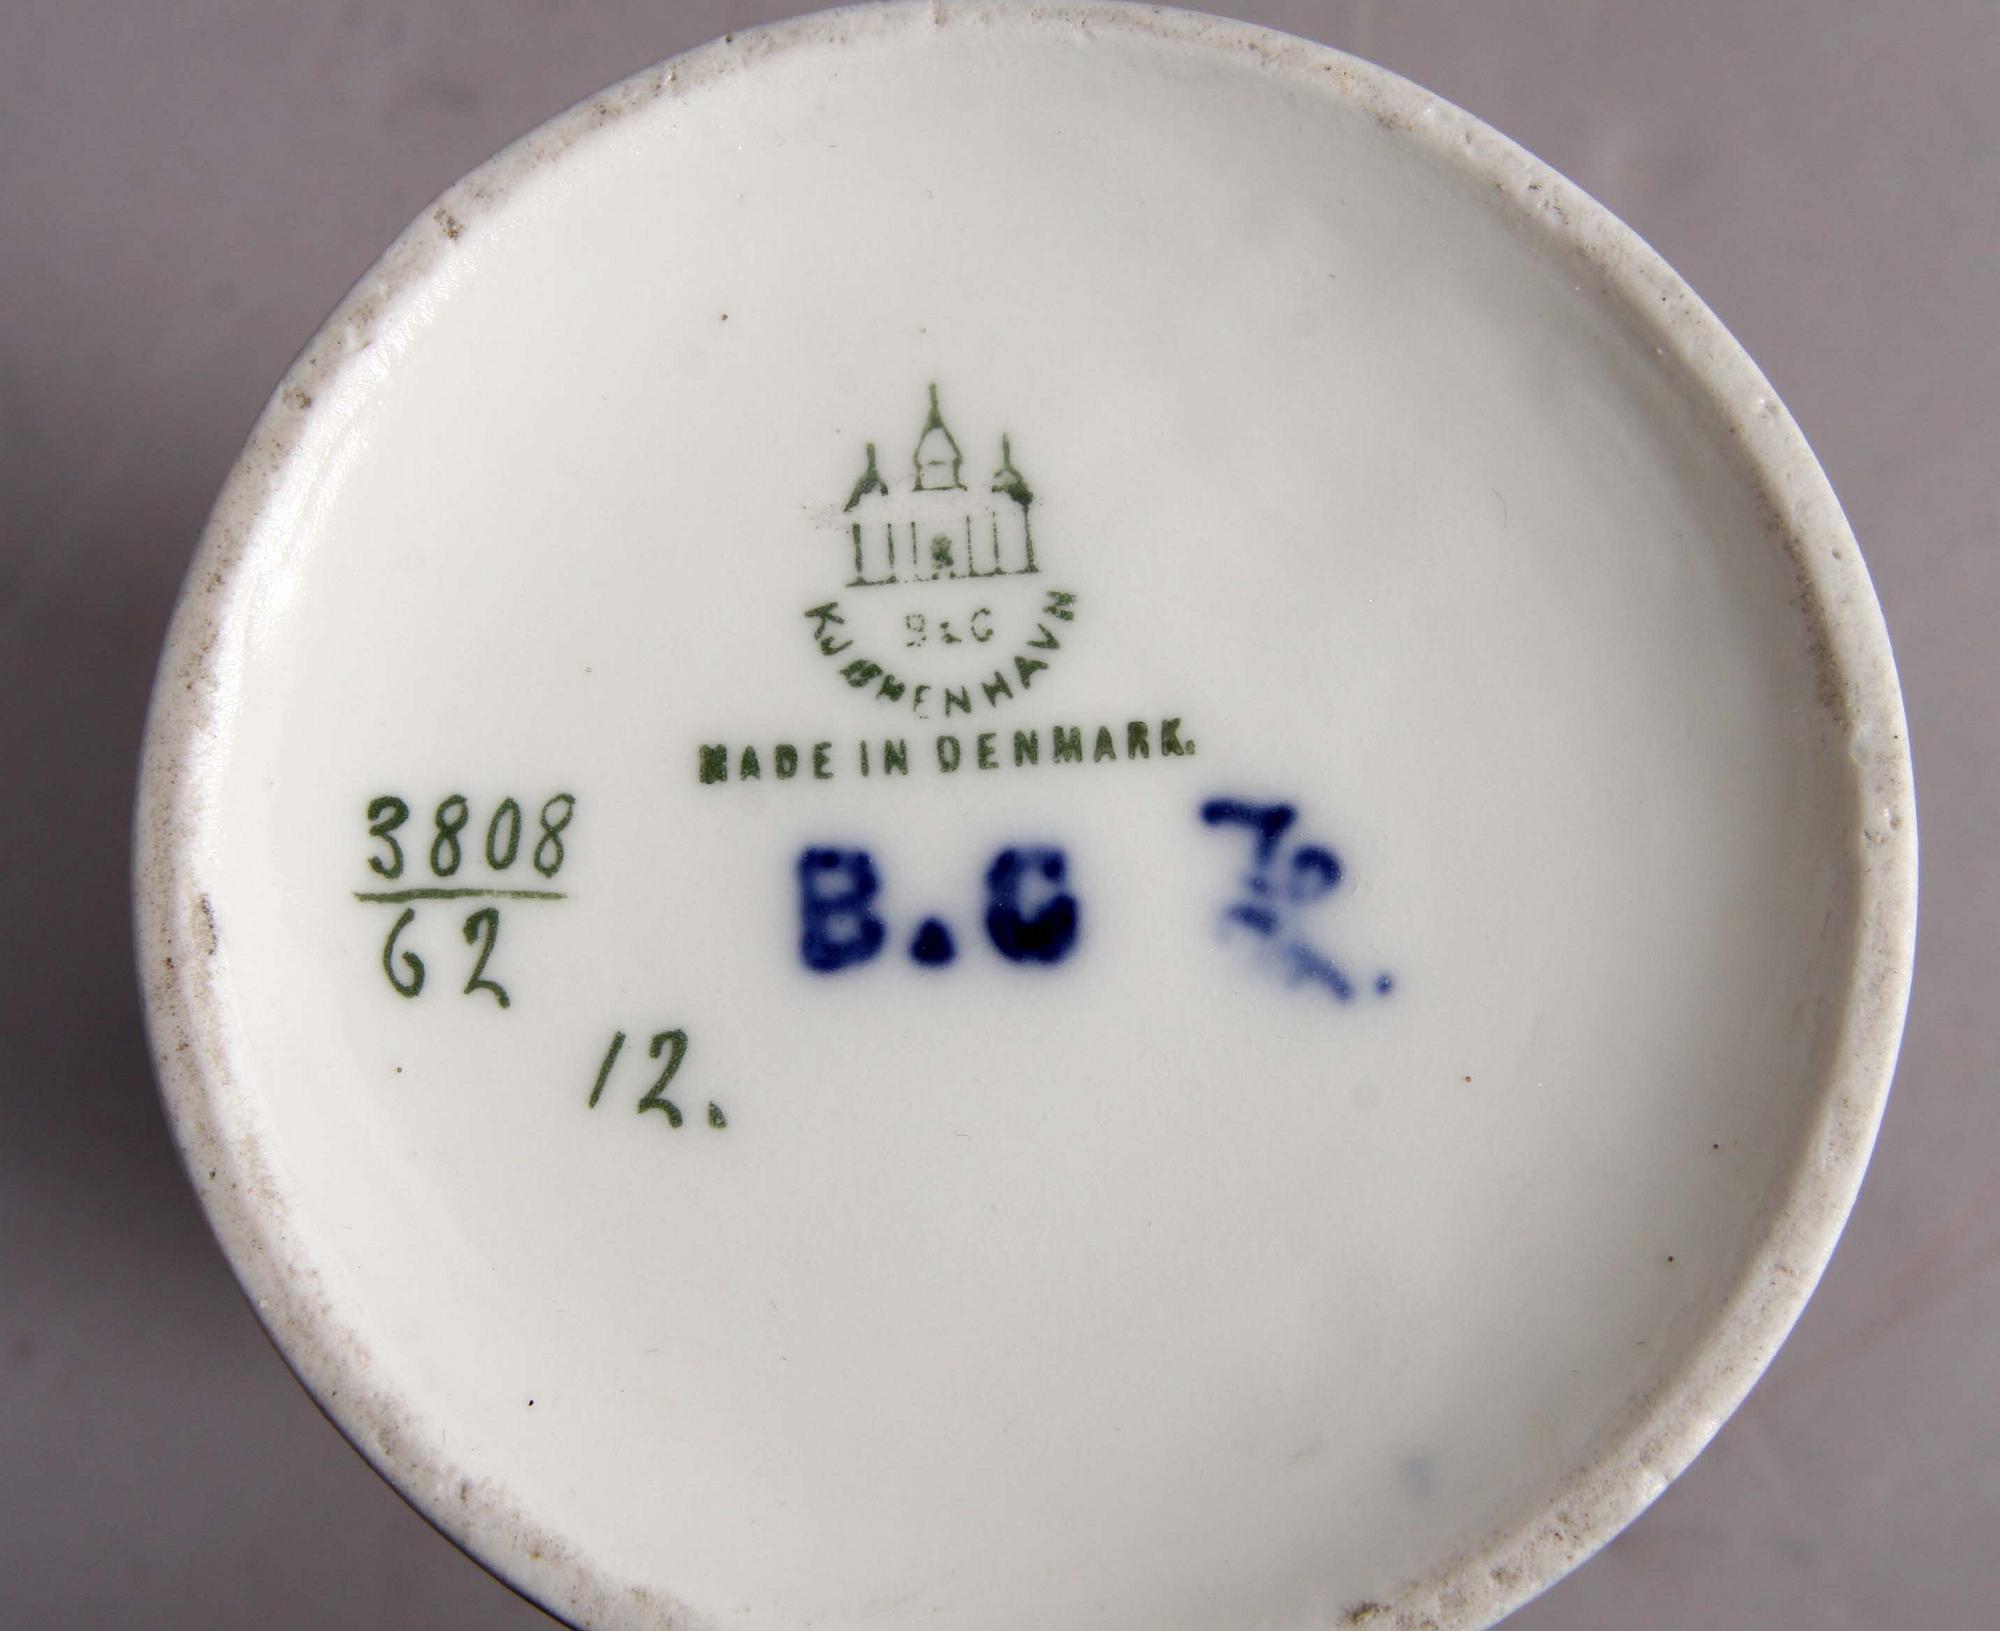 B&G
KJØBENHAVN
MADE IN DENMARK.
3808
62
B.G
12.